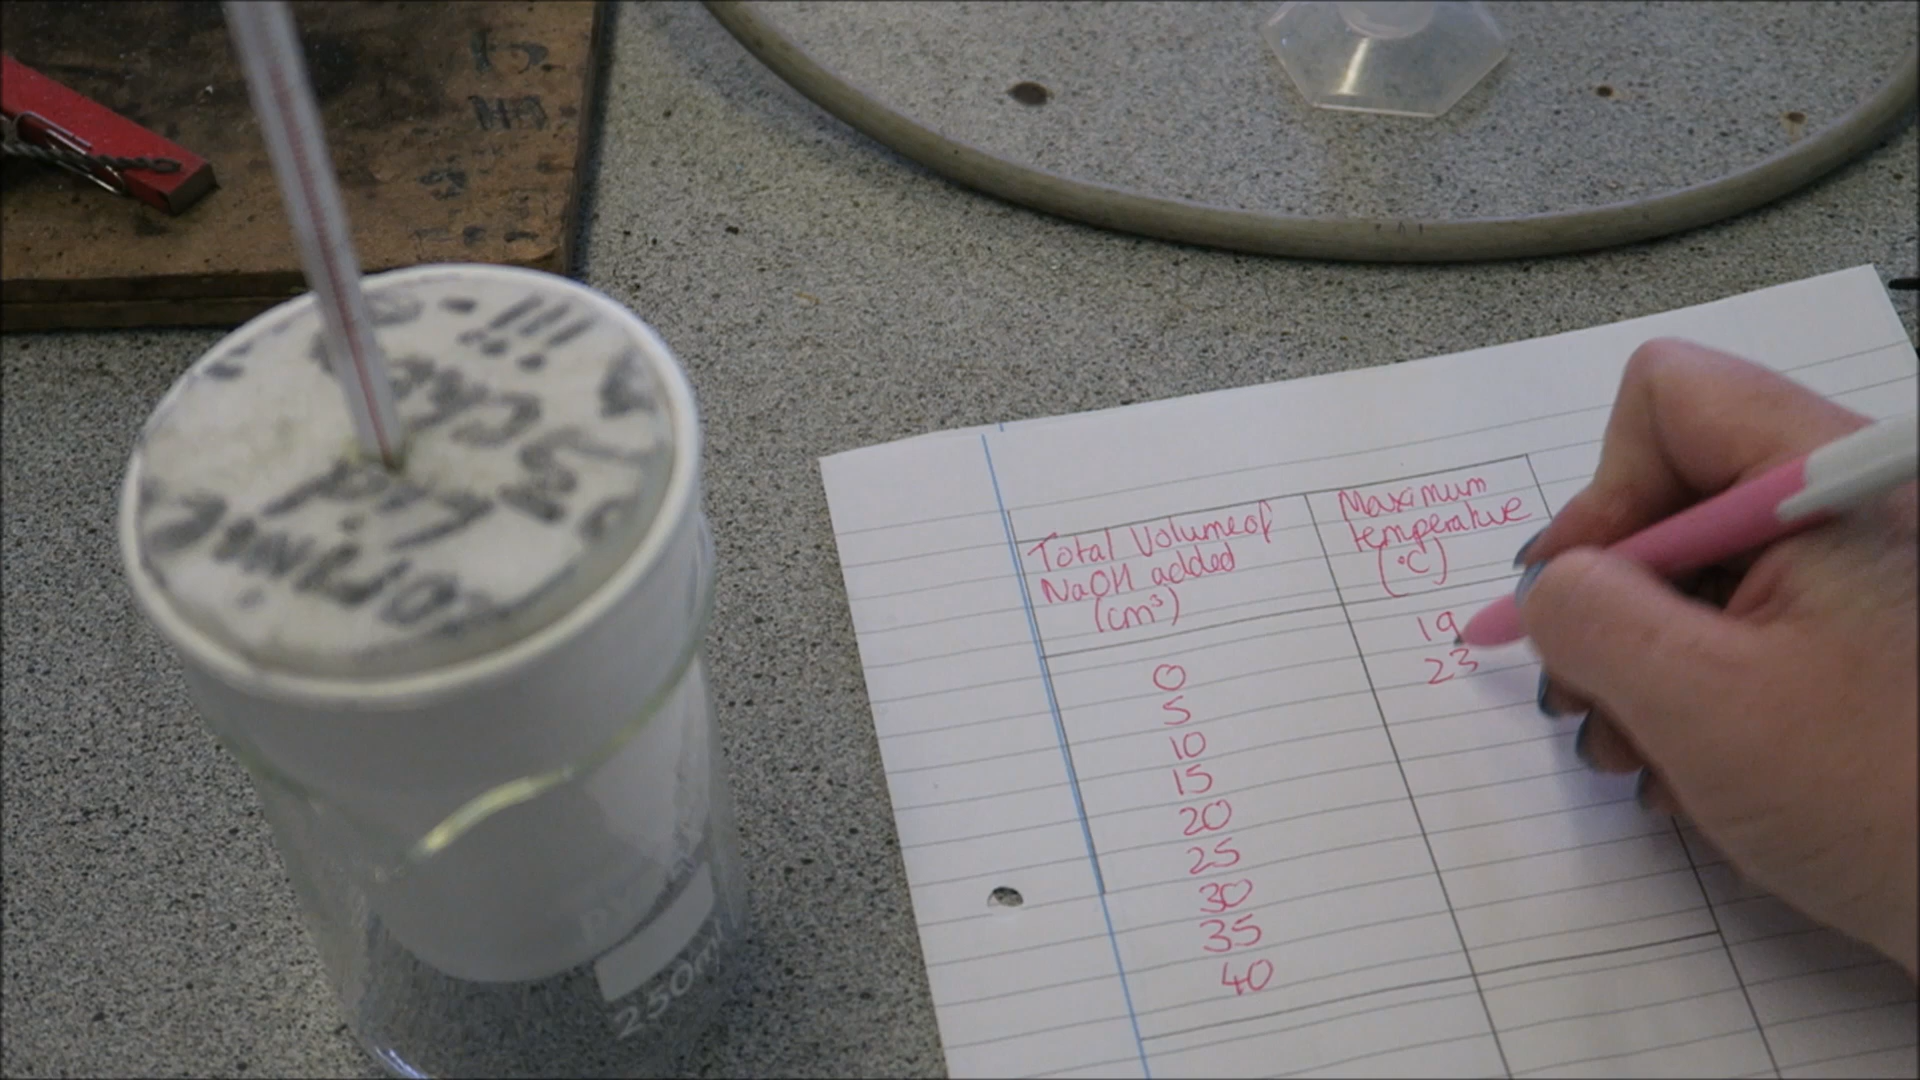 Total Volume of
NaOH added
(cm³)
Maximum
temperature
(°C)
0
5
10
15
20
25
30
35
40
19
23
Lid
250ml